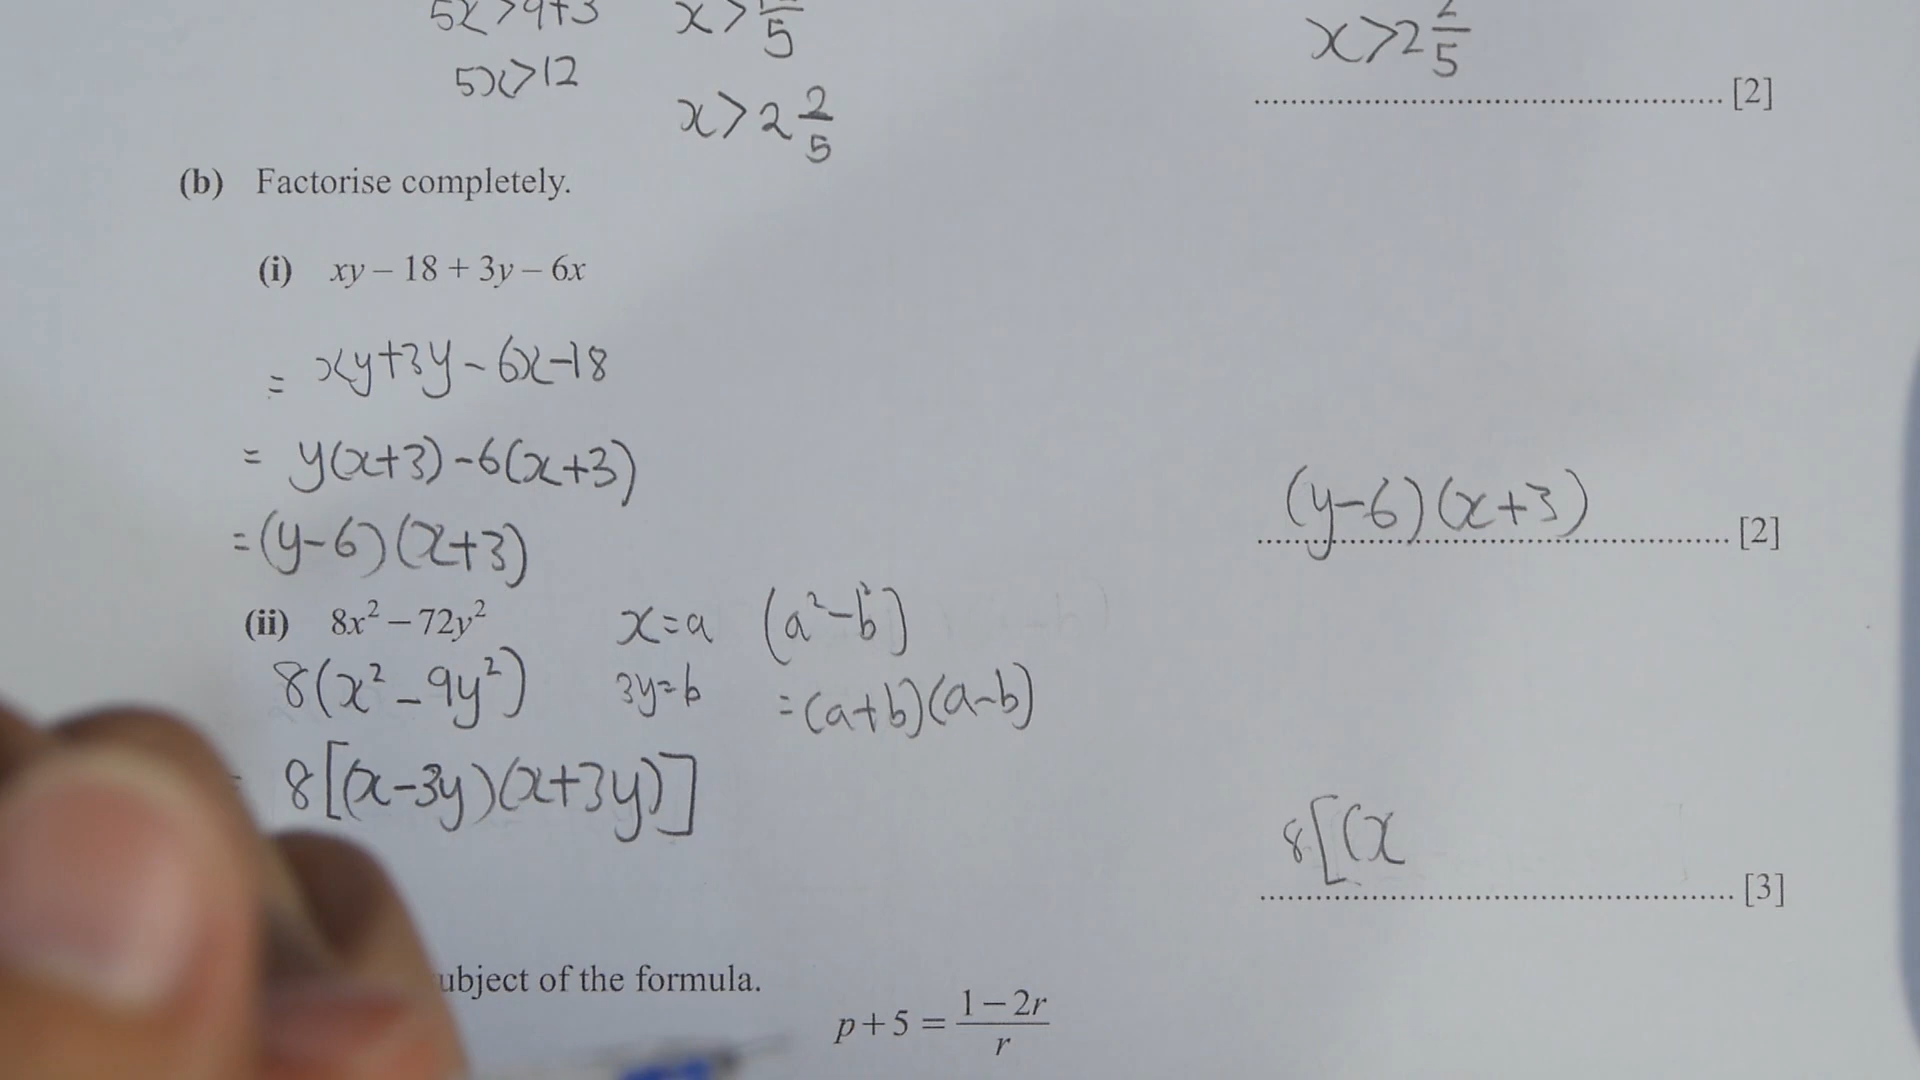 5x>9+3 x>12/5
5x>12
x>2 2/5
x>2 2/5
[2]
(b) Factorise completely.
(i) xy – 18 + 3y – 6x
= xy+3y-6x-18
= y(x+3)-6(x+3)
=(y-6)(x+3)
(y-6)(x+3)
[2]
(ii) 8x² – 72y²
x=a (a²-b²)
8(x²-9y²)
3y=b =(a+b)(a-b)
8[(x-3y)(x+3y)]
8[(x
[3]
ubject of the formula.
p+5 = (1–2r)/r